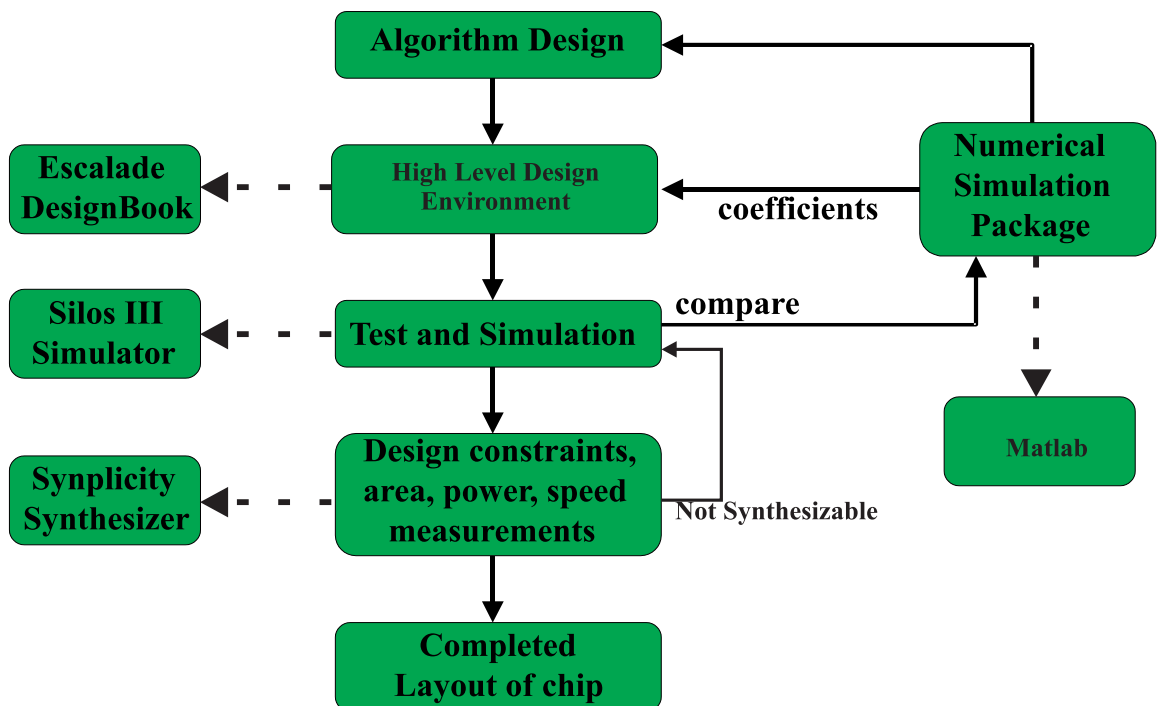 Algorithm Design
Escalade
DesignBook
High Level Design
Environment
coefficients
Numerical
Simulation
Package
Silos III
Simulator
Test and Simulation
compare
Matlab
Synplicity
Synthesizer
Design constraints,
area, power, speed
measurements
Not Synthesizable
Completed
Layout of chip